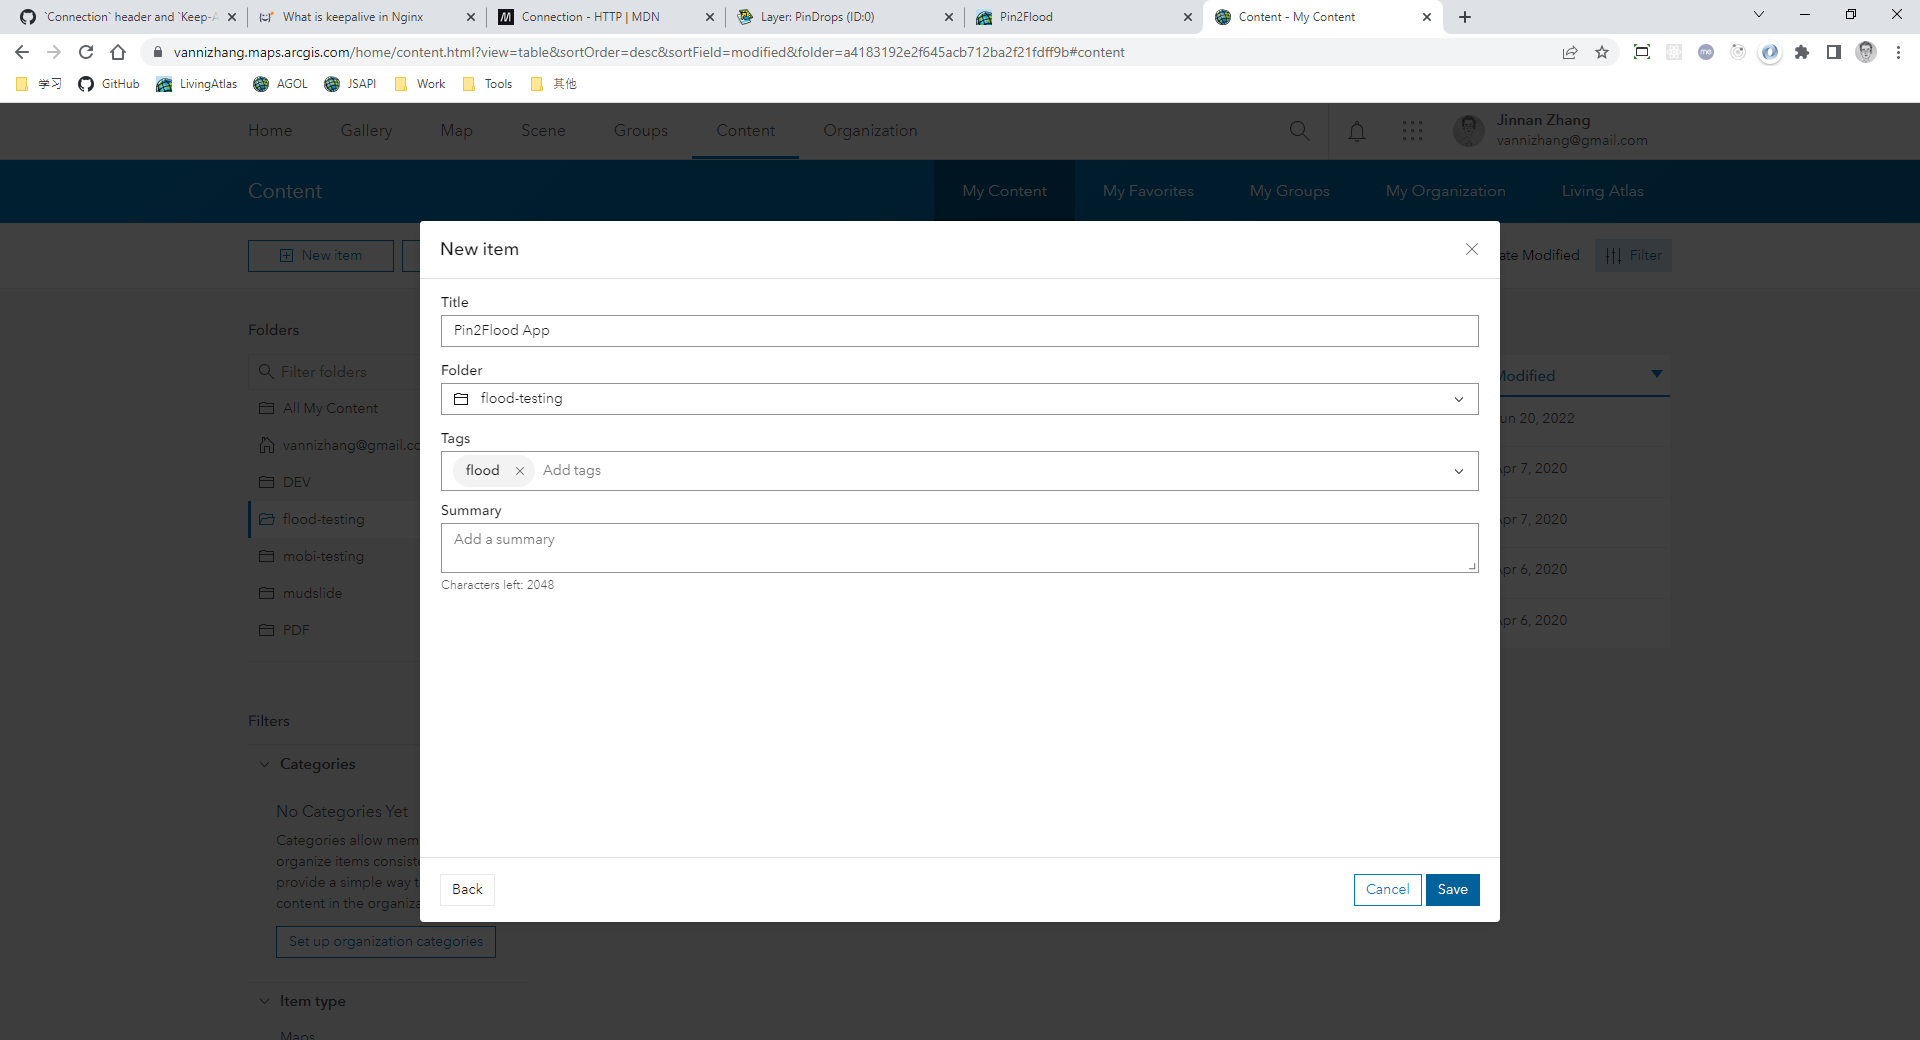 `Connection` header and `Keep-A
What is keepalive in Nginx
Connection - HTTP | MDN
Layer: PinDrops (ID:0)
Pin2Flood
Content - My Content
vannizhang.maps.arcgis.com/home/content.html?view=table&sortOrder=desc&sortField=modified&folder=a4183192e2f645acb712ba2f21fdff9b#content
学习
GitHub
LivingAtlas
AGOL
JSAPI
Work
Tools
其他
Home
Gallery
Map
Scene
Groups
Content
Organization
Jinnan Zhang
vannizhang@gmail.com
Content
My Content
My Favorites
My Groups
My Organization
Living Atlas
New item
ate Modified
Filter
New item
Title
Pin2Flood App
Folder
flood-testing
Tags
flood
Add tags
Summary
Add a summary
Characters left: 2048
Back
Cancel
Save
Folders
Filter folders
All My Content
vannizhang@gmail.co
DEV
flood-testing
mobi-testing
mudslide
PDF
Modified
un 20, 2022
Apr 7, 2020
Apr 7, 2020
Apr 6, 2020
Apr 6, 2020
Filters
Categories
No Categories Yet
Categories allow mem
organize items consiste
provide a simple way t
content in the organiza
Set up organization categories
Item type
Maps